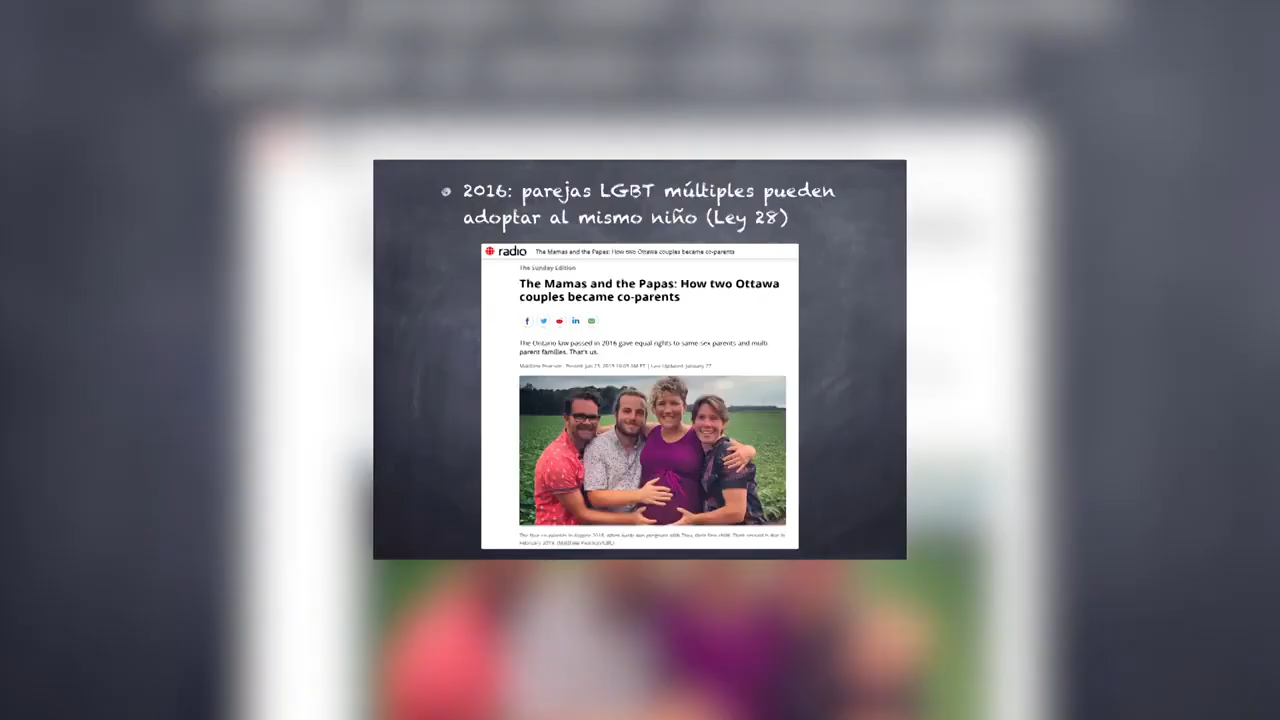 2016: parejas LGBT múltiples pueden
adoptar al mismo niño (Ley 28)
radio The Mamas and the Papas: How two Ottawa couples became co-parents
The Sunday Edition
The Mamas and the Papas: How two Ottawa
couples became co-parents
The Ontario law passed in 2016 gave equal rights to same-sex parents and multi
parent families. That's us.